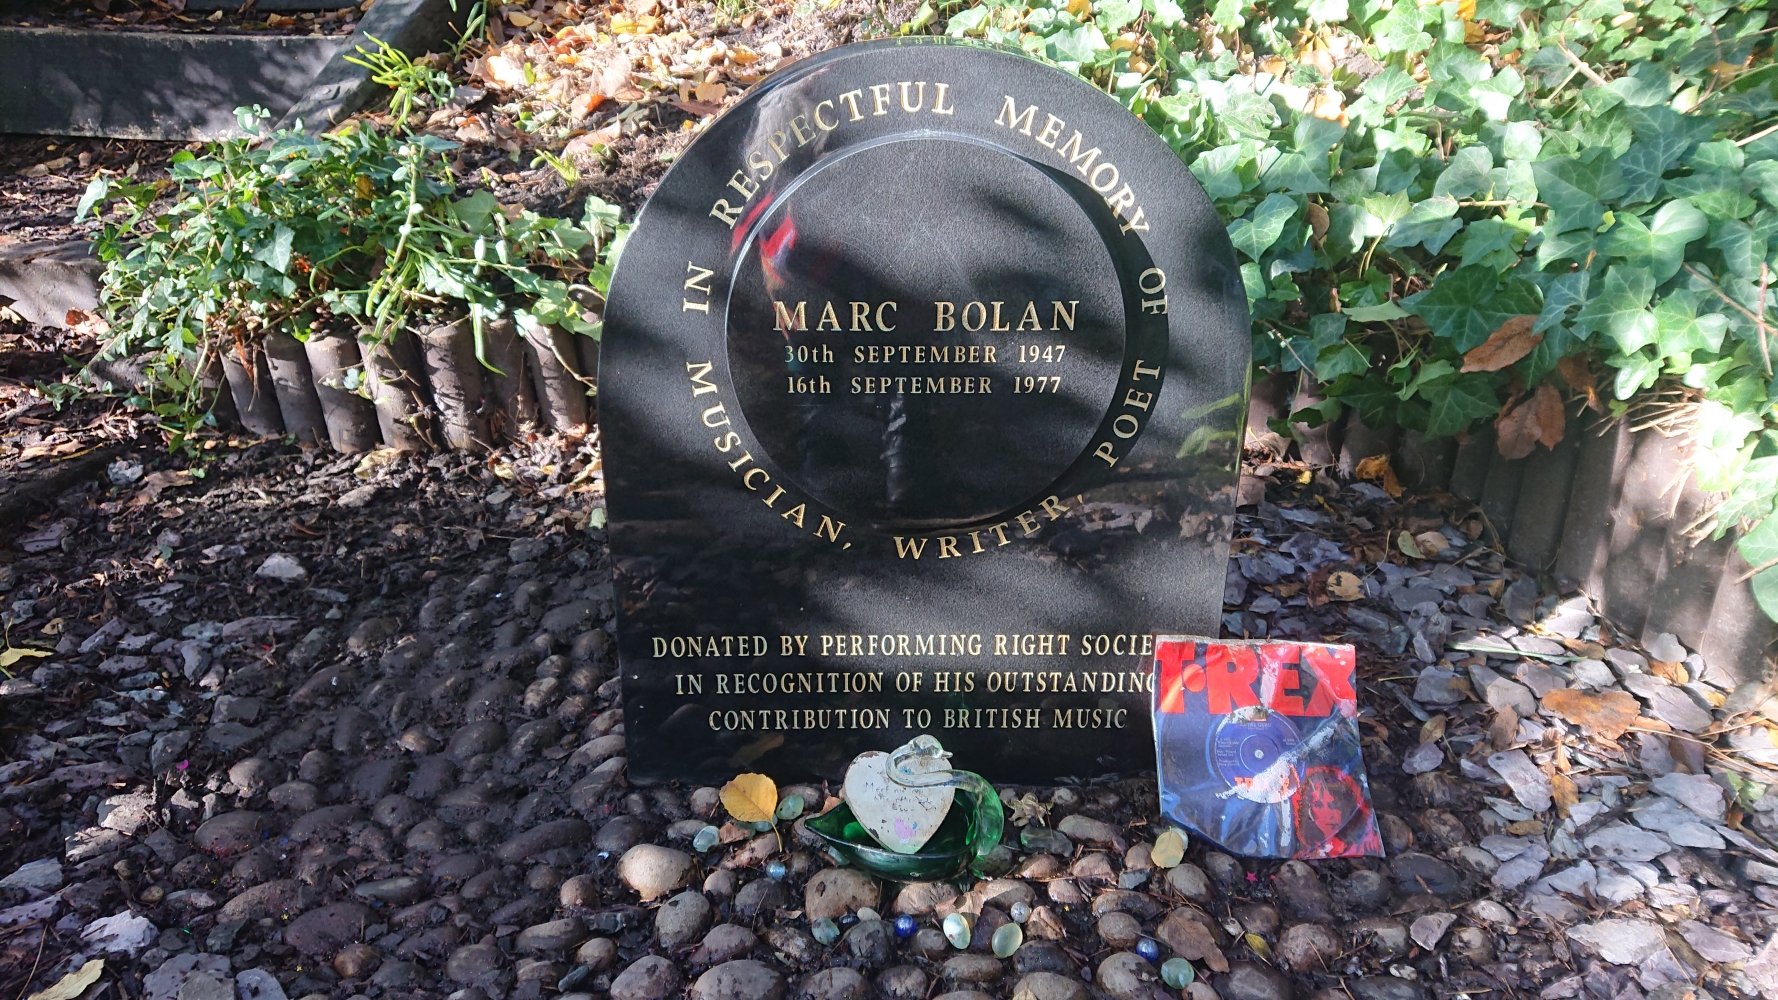 IN RESPECTFUL MEMORY OF
MUSICIAN, WRITER, POET
MARC BOLAN
30th SEPTEMBER 1947
16th SEPTEMBER 1977
DONATED BY PERFORMING RIGHT SOCIE
IN RECOGNITION OF HIS OUTSTANDING
CONTRIBUTION TO BRITISH MUSIC
T·REX